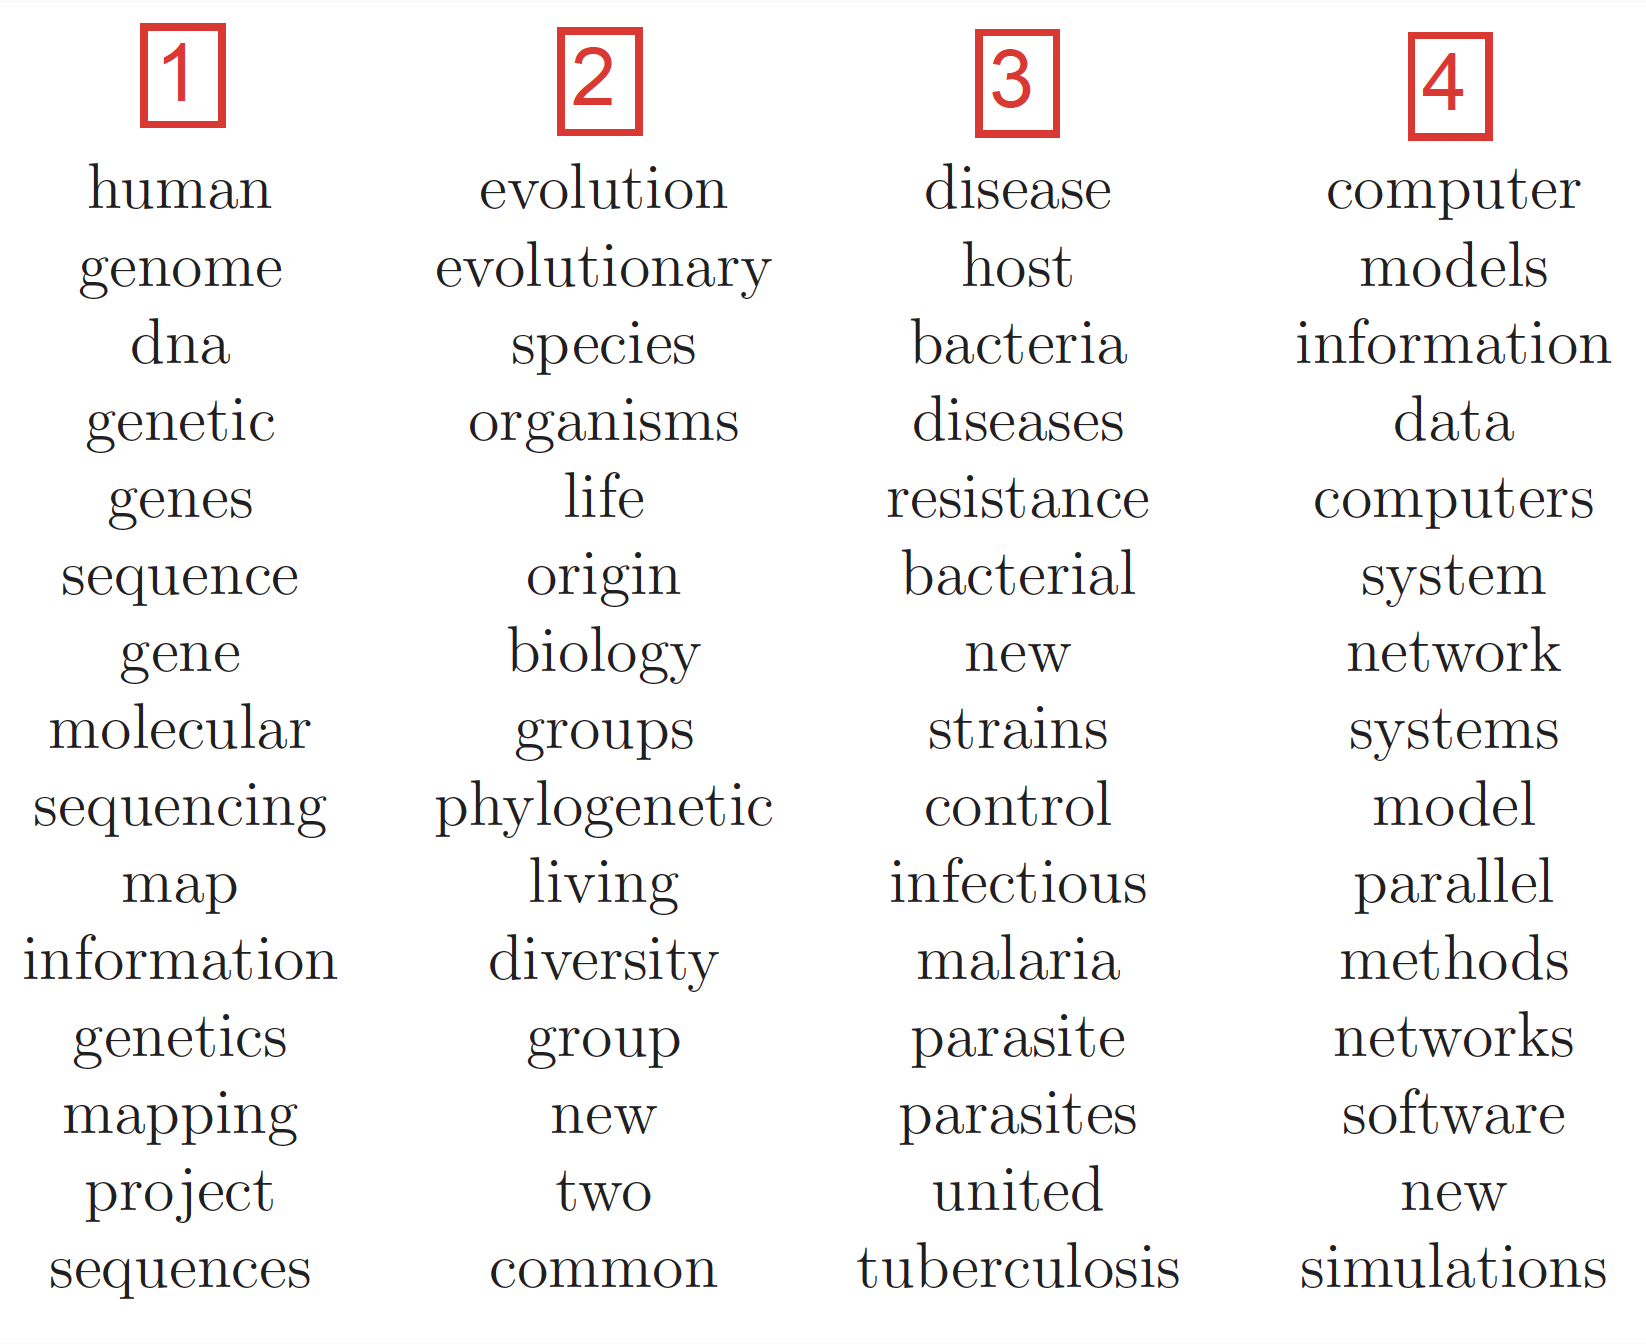 1 2 3 4
human evolution disease computer
genome evolutionary host models
dna species bacteria information
genetic organisms diseases data
genes life resistance computers
sequence origin bacterial system
gene biology new network
molecular groups strains systems
sequencing phylogenetic control model
map living infectious parallel
information diversity malaria methods
genetics group parasite networks
mapping new parasites software
project two united new
sequences common tuberculosis simulations